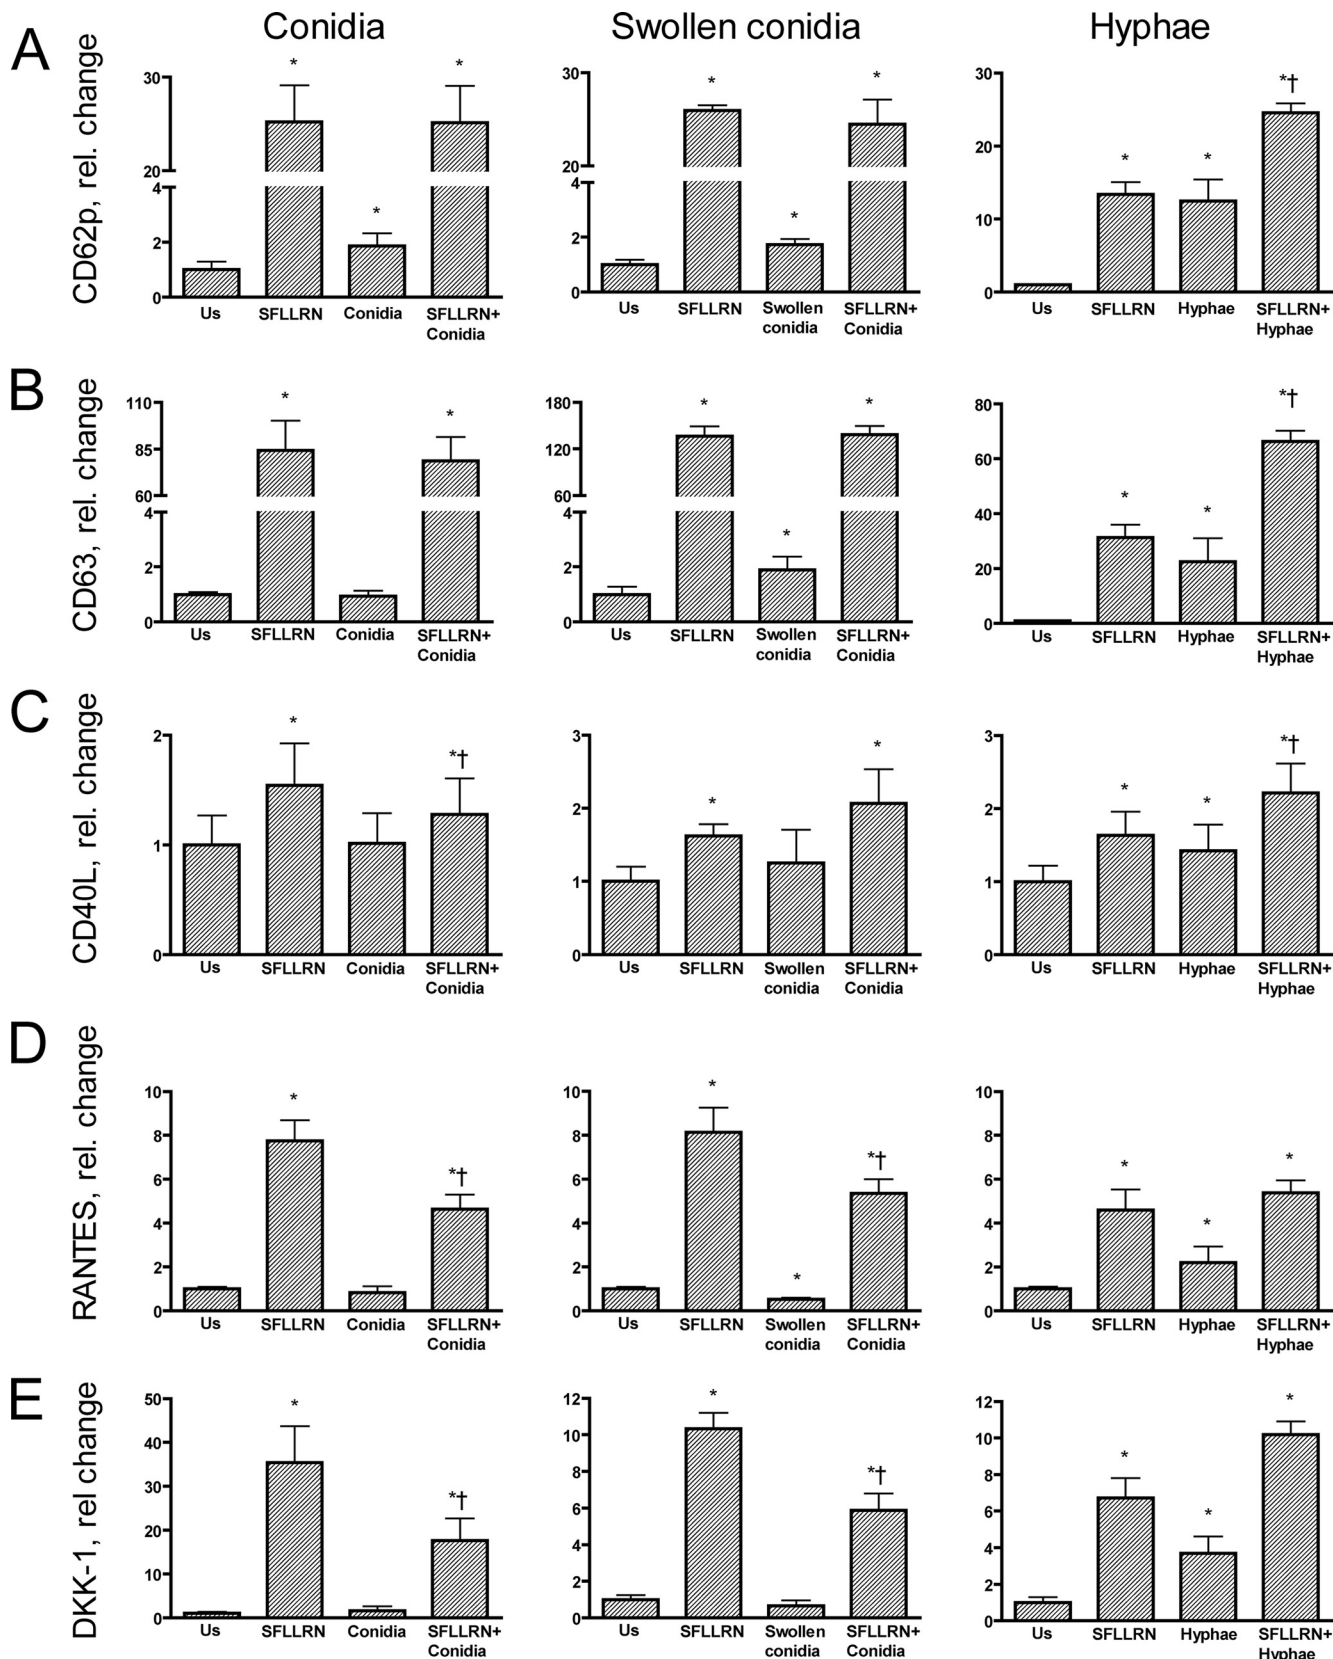 Conidia
Swollen conidia
Hyphae
A
CD62p, rel. change
30
20
4
2
0
*
*
*
Us
SFLLRN
Conidia
SFLLRN+
Conidia
30
20
4
2
0
*
*
*
Us
SFLLRN
Swollen
conidia
SFLLRN+
Conidia
30
20
10
0
*
*
*†
Us
SFLLRN
Hyphae
SFLLRN+
Hyphae
B
CD63, rel. change
110
85
60
4
2
0
*
*
Us
SFLLRN
Conidia
SFLLRN+
Conidia
180
120
60
4
2
0
*
*
*
Us
SFLLRN
Swollen
conidia
SFLLRN+
Conidia
80
60
40
20
0
*
*
*†
Us
SFLLRN
Hyphae
SFLLRN+
Hyphae
C
CD40L, rel. change
2
1
0
*
*†
Us
SFLLRN
Conidia
SFLLRN+
Conidia
3
2
1
0
*
*
Us
SFLLRN
Swollen
conidia
SFLLRN+
Conidia
3
2
1
0
*
*
*†
Us
SFLLRN
Hyphae
SFLLRN+
Hyphae
D
RANTES, rel. change
10
8
6
4
2
0
*
*†
Us
SFLLRN
Conidia
SFLLRN+
Conidia
10
8
6
4
2
0
*
*
*†
Us
SFLLRN
Swollen
conidia
SFLLRN+
Conidia
10
8
6
4
2
0
*
*
*
Us
SFLLRN
Hyphae
SFLLRN+
Hyphae
E
DKK-1, rel change
50
40
30
20
10
0
*
*†
Us
SFLLRN
Conidia
SFLLRN+
Conidia
12
10
8
6
4
2
0
*
*†
Us
SFLLRN
Swollen
conidia
SFLLRN+
Conidia
12
10
8
6
4
2
0
*
*
*
Us
SFLLRN
Hyphae
SFLLRN+
Hyphae